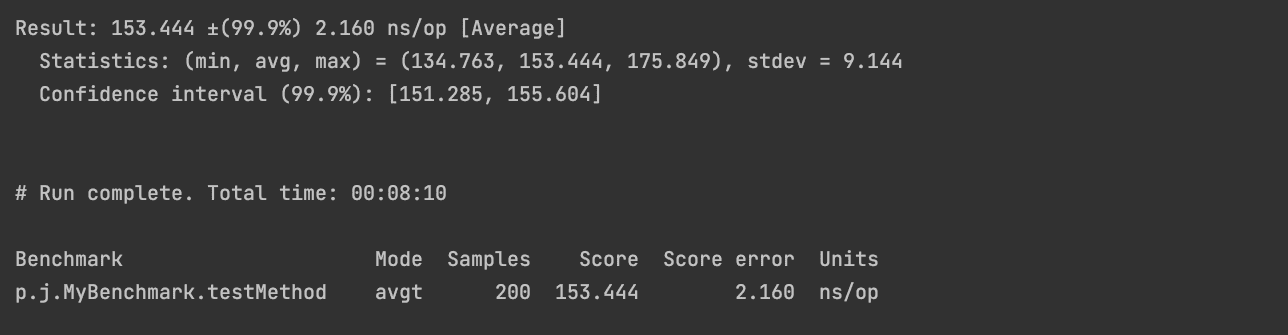 Result: 153.444 ±(99.9%) 2.160 ns/op [Average]
  Statistics: (min, avg, max) = (134.763, 153.444, 175.849), stdev = 9.144
  Confidence interval (99.9%): [151.285, 155.604]
# Run complete. Total time: 00:08:10
Benchmark                     Mode  Samples    Score  Score error  Units
p.j.MyBenchmark.testMethod    avgt      200  153.444        2.160  ns/op